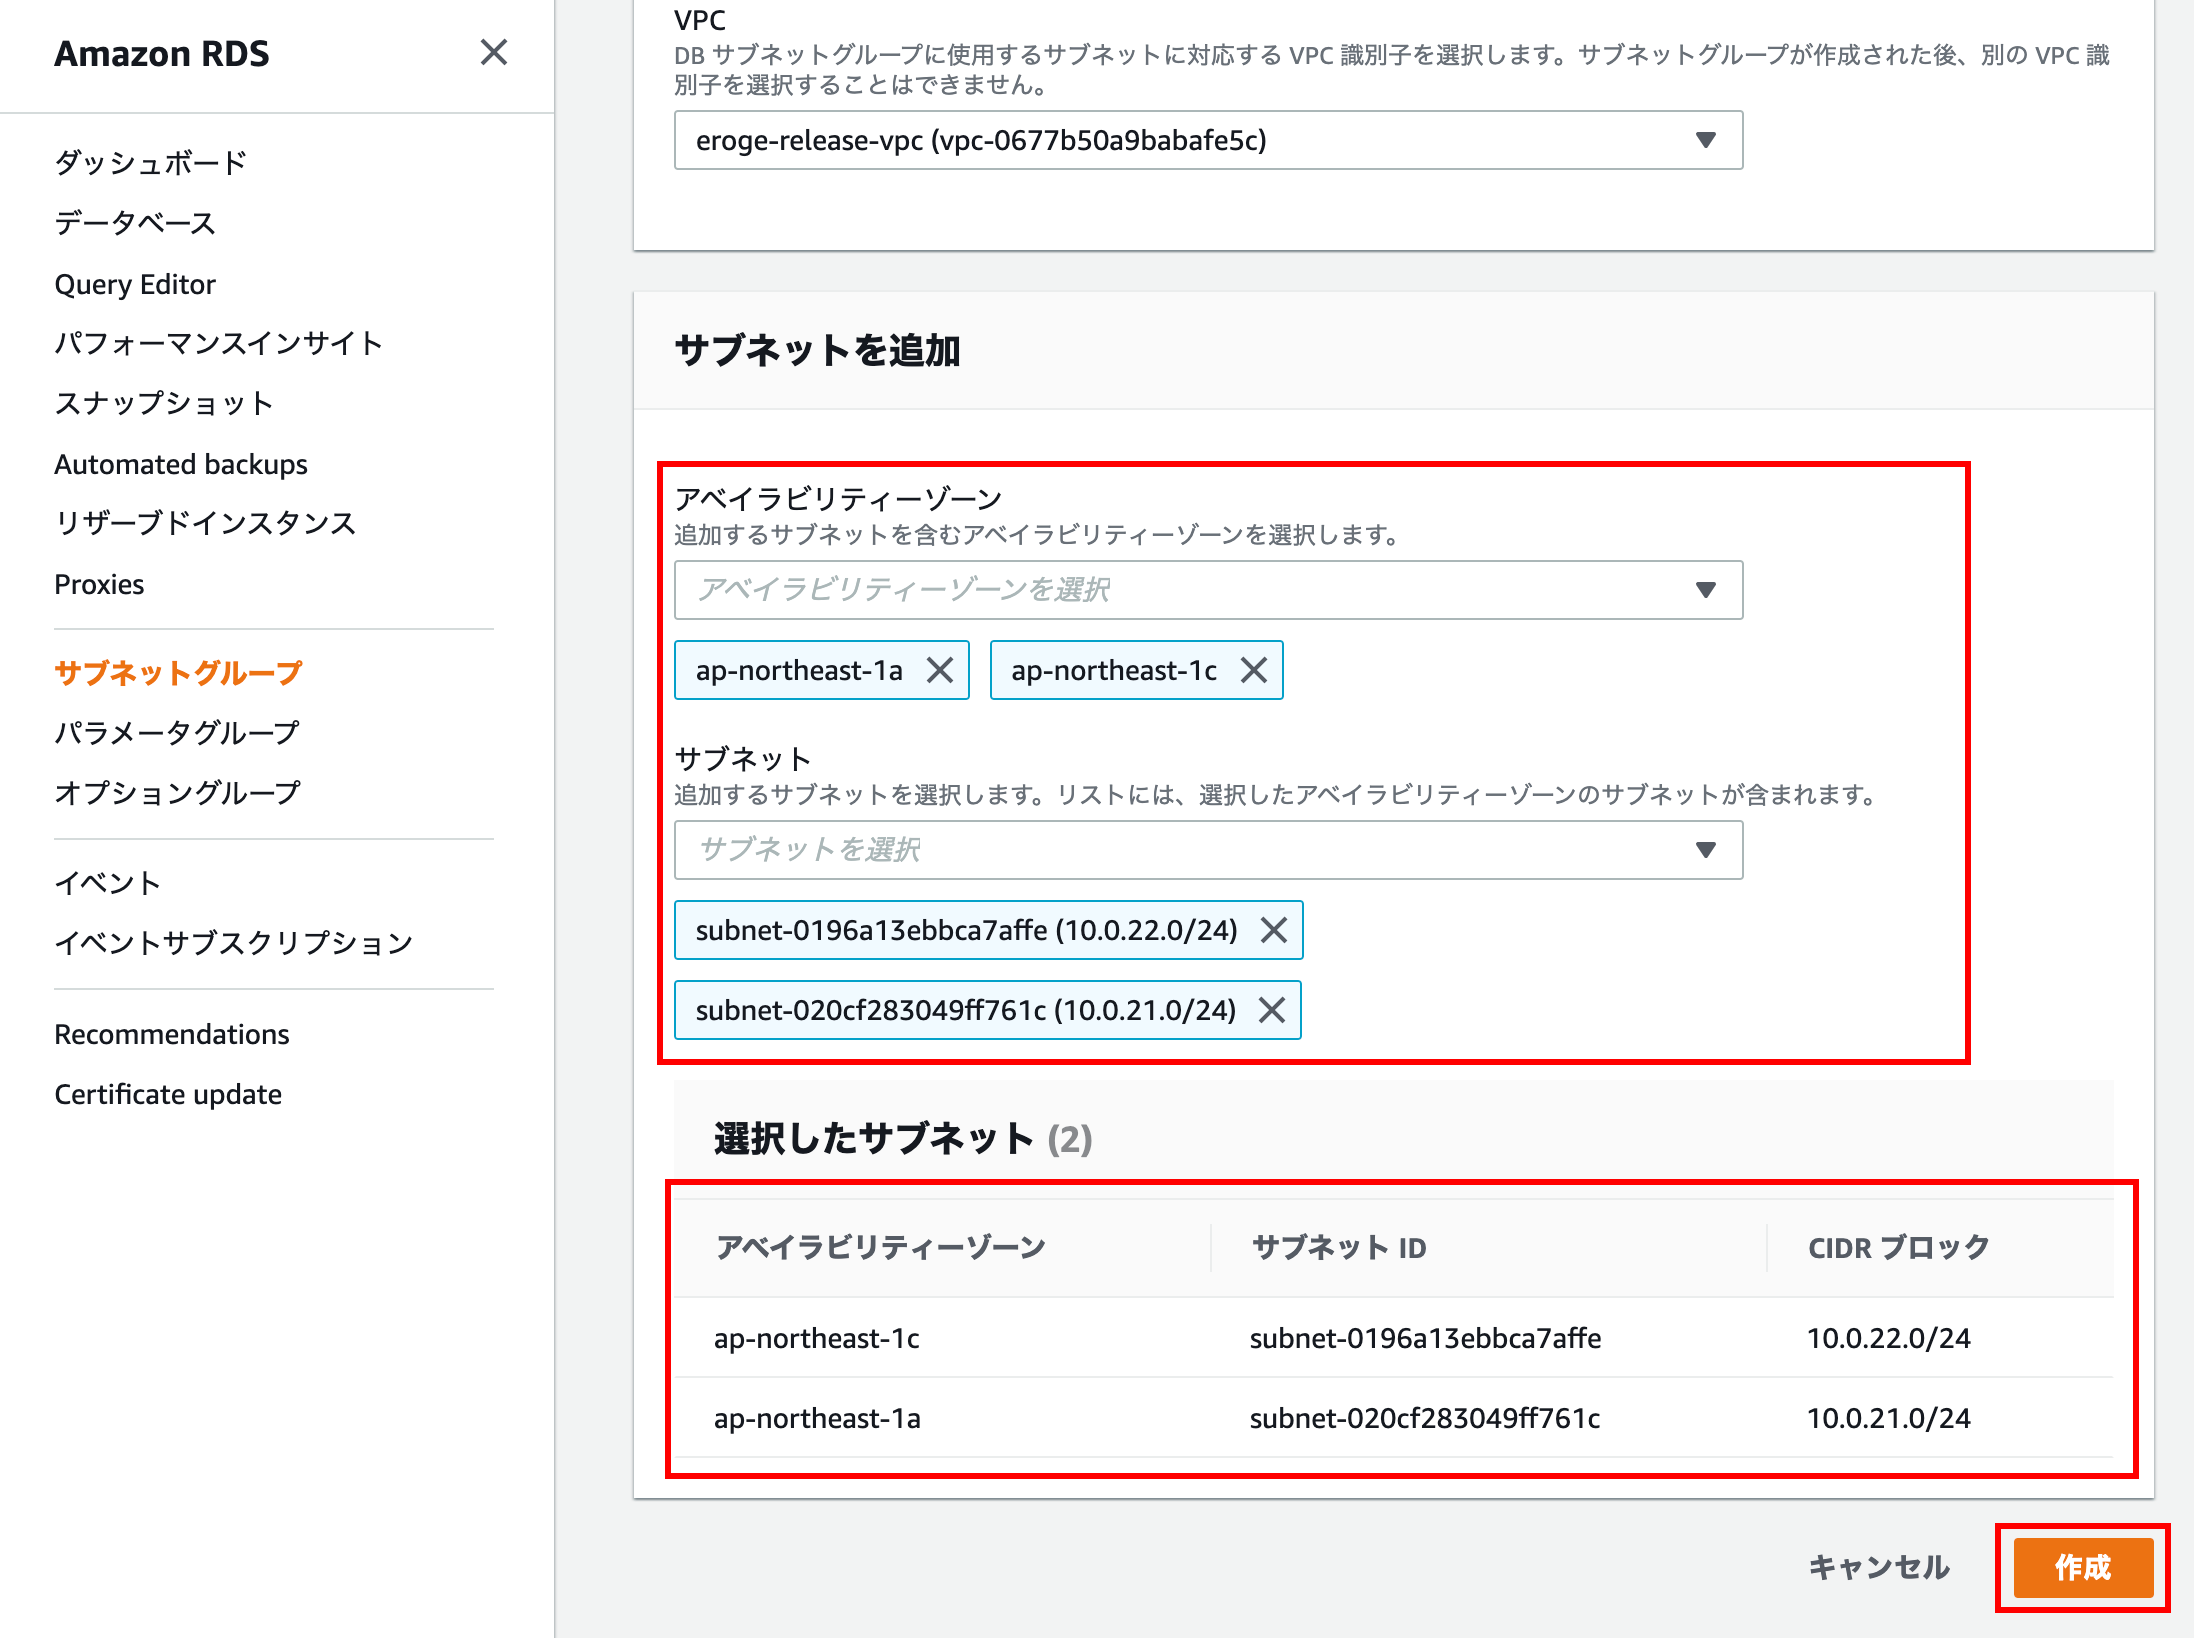 Amazon RDS
ダッシュボード
データベース
Query Editor
パフォーマンスインサイト
スナップショット
Automated backups
リザーブドインスタンス
Proxies
サブネットグループ
パラメータグループ
オプショングループ
イベント
イベントサブスクリプション
Recommendations
Certificate update
VPC
DB サブネットグループに使用するサブネットに対応する VPC 識別子を選択します。サブネットグループが作成された後、別の VPC 識
別子を選択することはできません。
eroge-release-vpc (vpc-0677b50a9babafe5c)
サブネットを追加
アベイラビリティーゾーン
追加するサブネットを含むアベイラビリティーゾーンを選択します。
アベイラビリティーゾーンを選択
ap-northeast-1a ap-northeast-1c
サブネット
追加するサブネットを選択します。リストには、選択したアベイラビリティーゾーンのサブネットが含まれます。
サブネットを選択
subnet-0196a13ebbca7affe (10.0.22.0/24)
subnet-020cf283049ff761c (10.0.21.0/24)
選択したサブネット (2)
アベイラビリティーゾーン サブネット ID CIDR ブロック
ap-northeast-1c subnet-0196a13ebbca7affe 10.0.22.0/24
ap-northeast-1a subnet-020cf283049ff761c 10.0.21.0/24
キャンセル 作成